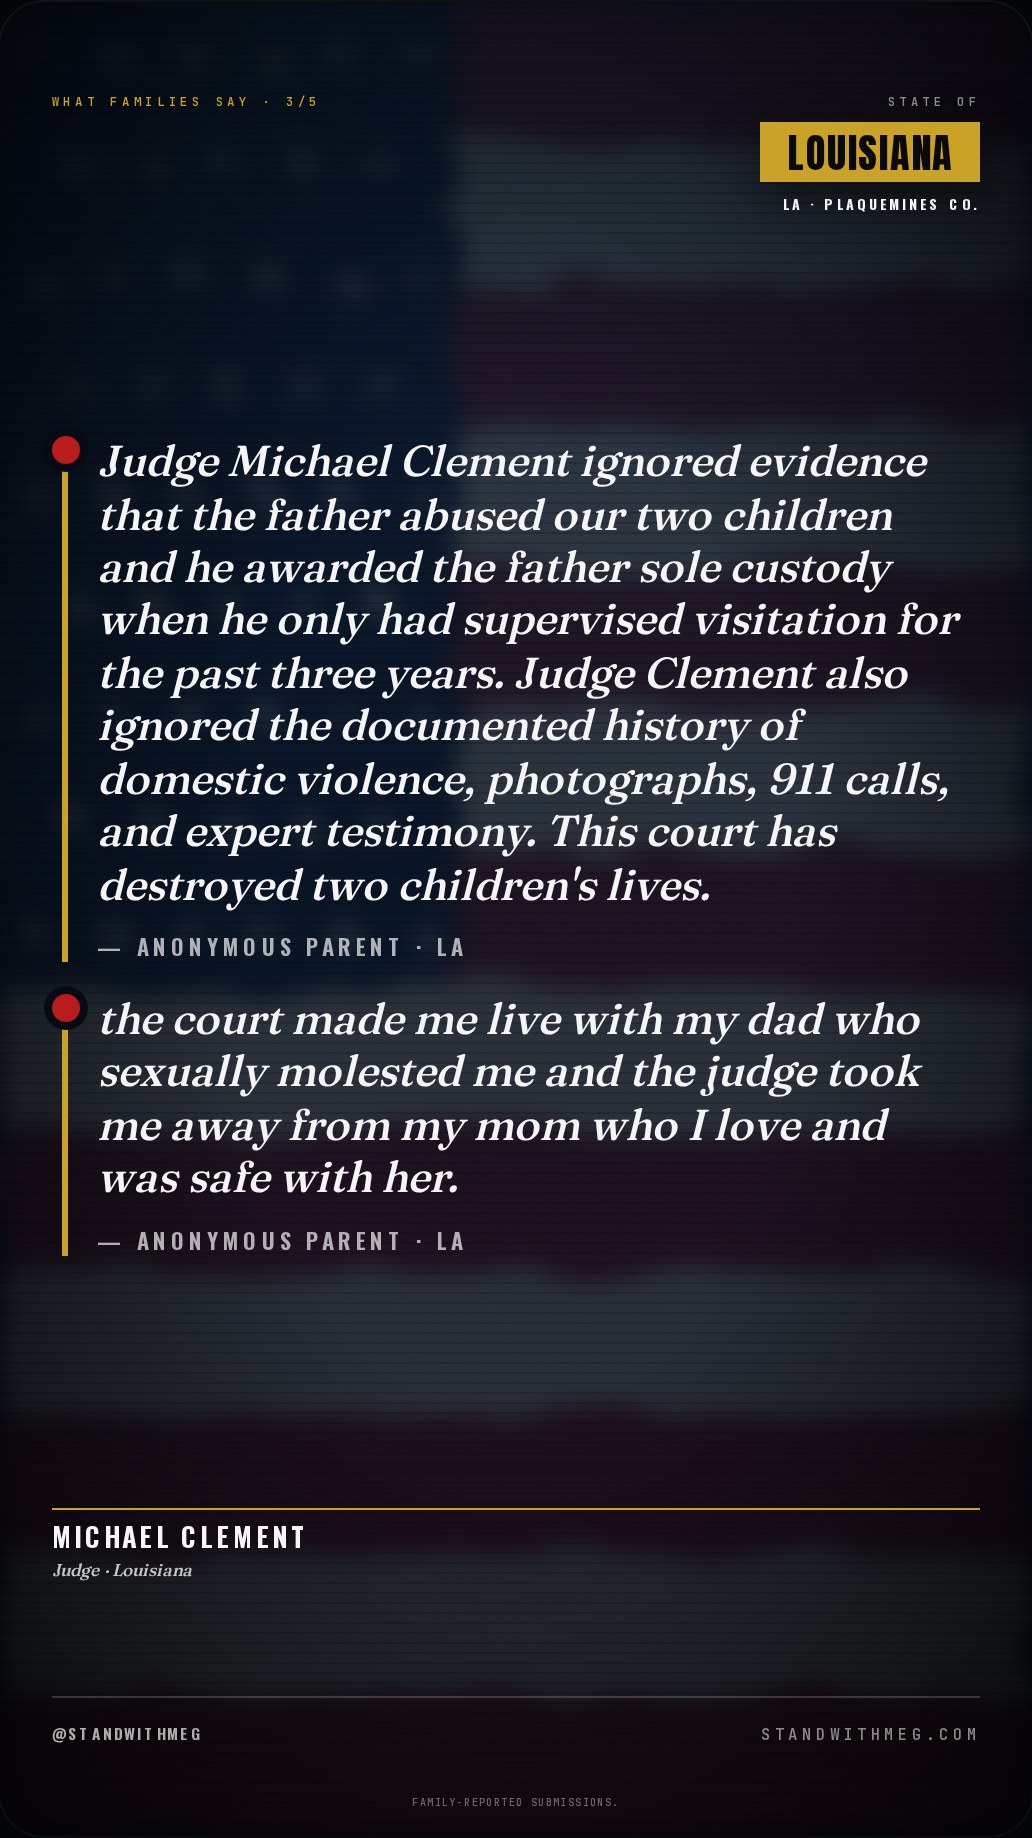 WHAT FAMILIES SAY · 3/5
STATE OF
LOUISIANA
LA · PLAQUEMINES CO.
Judge Michael Clement ignored evidence
that the father abused our two children
and he awarded the father sole custody
when he only had supervised visitation for
the past three years. Judge Clement also
ignored the documented history of
domestic violence, photographs, 911 calls,
and expert testimony. This court has
destroyed two children's lives.
— ANONYMOUS PARENT · LA
the court made me live with my dad who
sexually molested me and the judge took
me away from my mom who I love and
was safe with her.
— ANONYMOUS PARENT · LA
MICHAEL CLEMENT
Judge · Louisiana
@STANDWITHMEG
STANDWITHMEG.COM
FAMILY-REPORTED SUBMISSIONS.